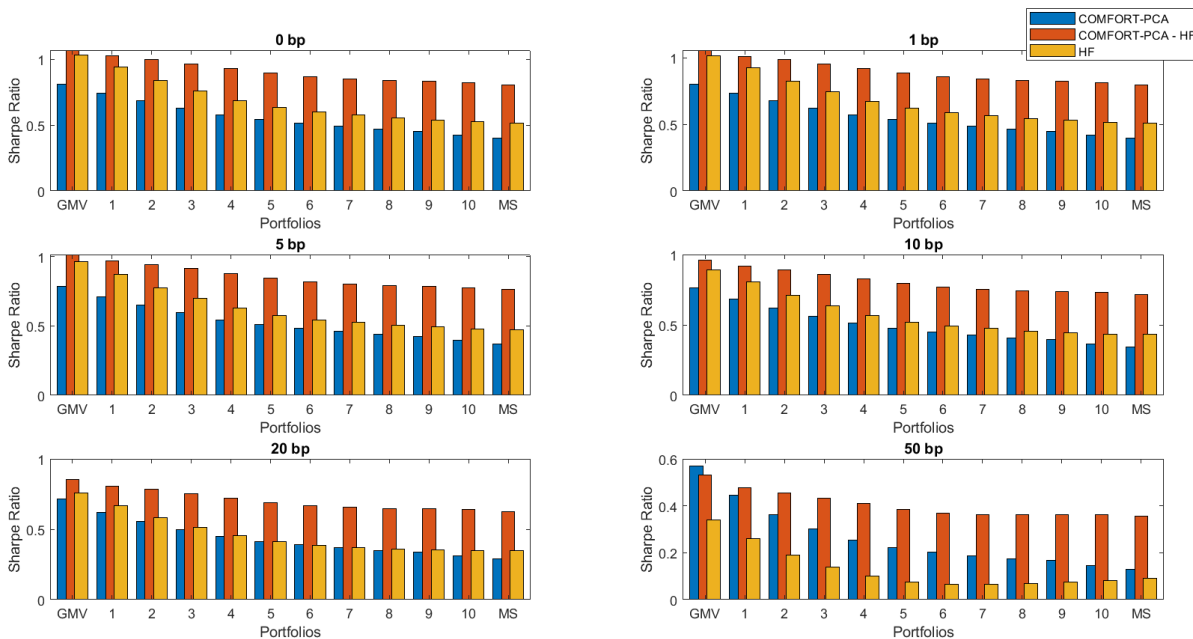 COMFORT-PCA
COMFORT-PCA - HF
HF
0 bp
Sharpe Ratio
1
0.5
0
GMV 1 2 3 4 5 6 7 8 9 10 MS
Portfolios
1 bp
Sharpe Ratio
1
0.5
0
GMV 1 2 3 4 5 6 7 8 9 10 MS
Portfolios
5 bp
Sharpe Ratio
1
0.5
0
GMV 1 2 3 4 5 6 7 8 9 10 MS
Portfolios
10 bp
Sharpe Ratio
1
0.5
0
GMV 1 2 3 4 5 6 7 8 9 10 MS
Portfolios
20 bp
Sharpe Ratio
1
0.5
0
GMV 1 2 3 4 5 6 7 8 9 10 MS
Portfolios
50 bp
Sharpe Ratio
0.6
0.4
0.2
0
GMV 1 2 3 4 5 6 7 8 9 10 MS
Portfolios